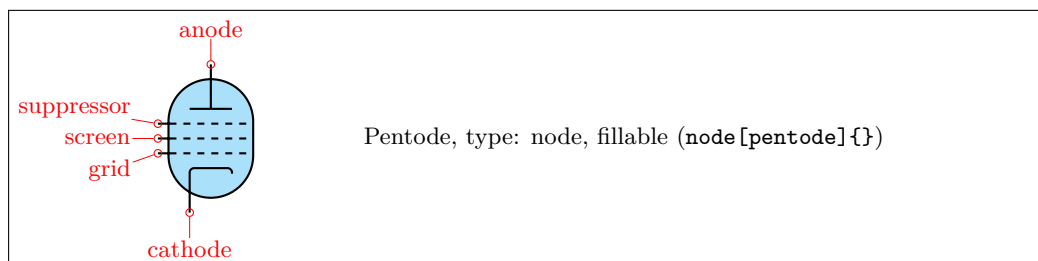 anode
suppressor
screen
grid
cathode
Pentode, type: node, fillable (node[pentode]{})